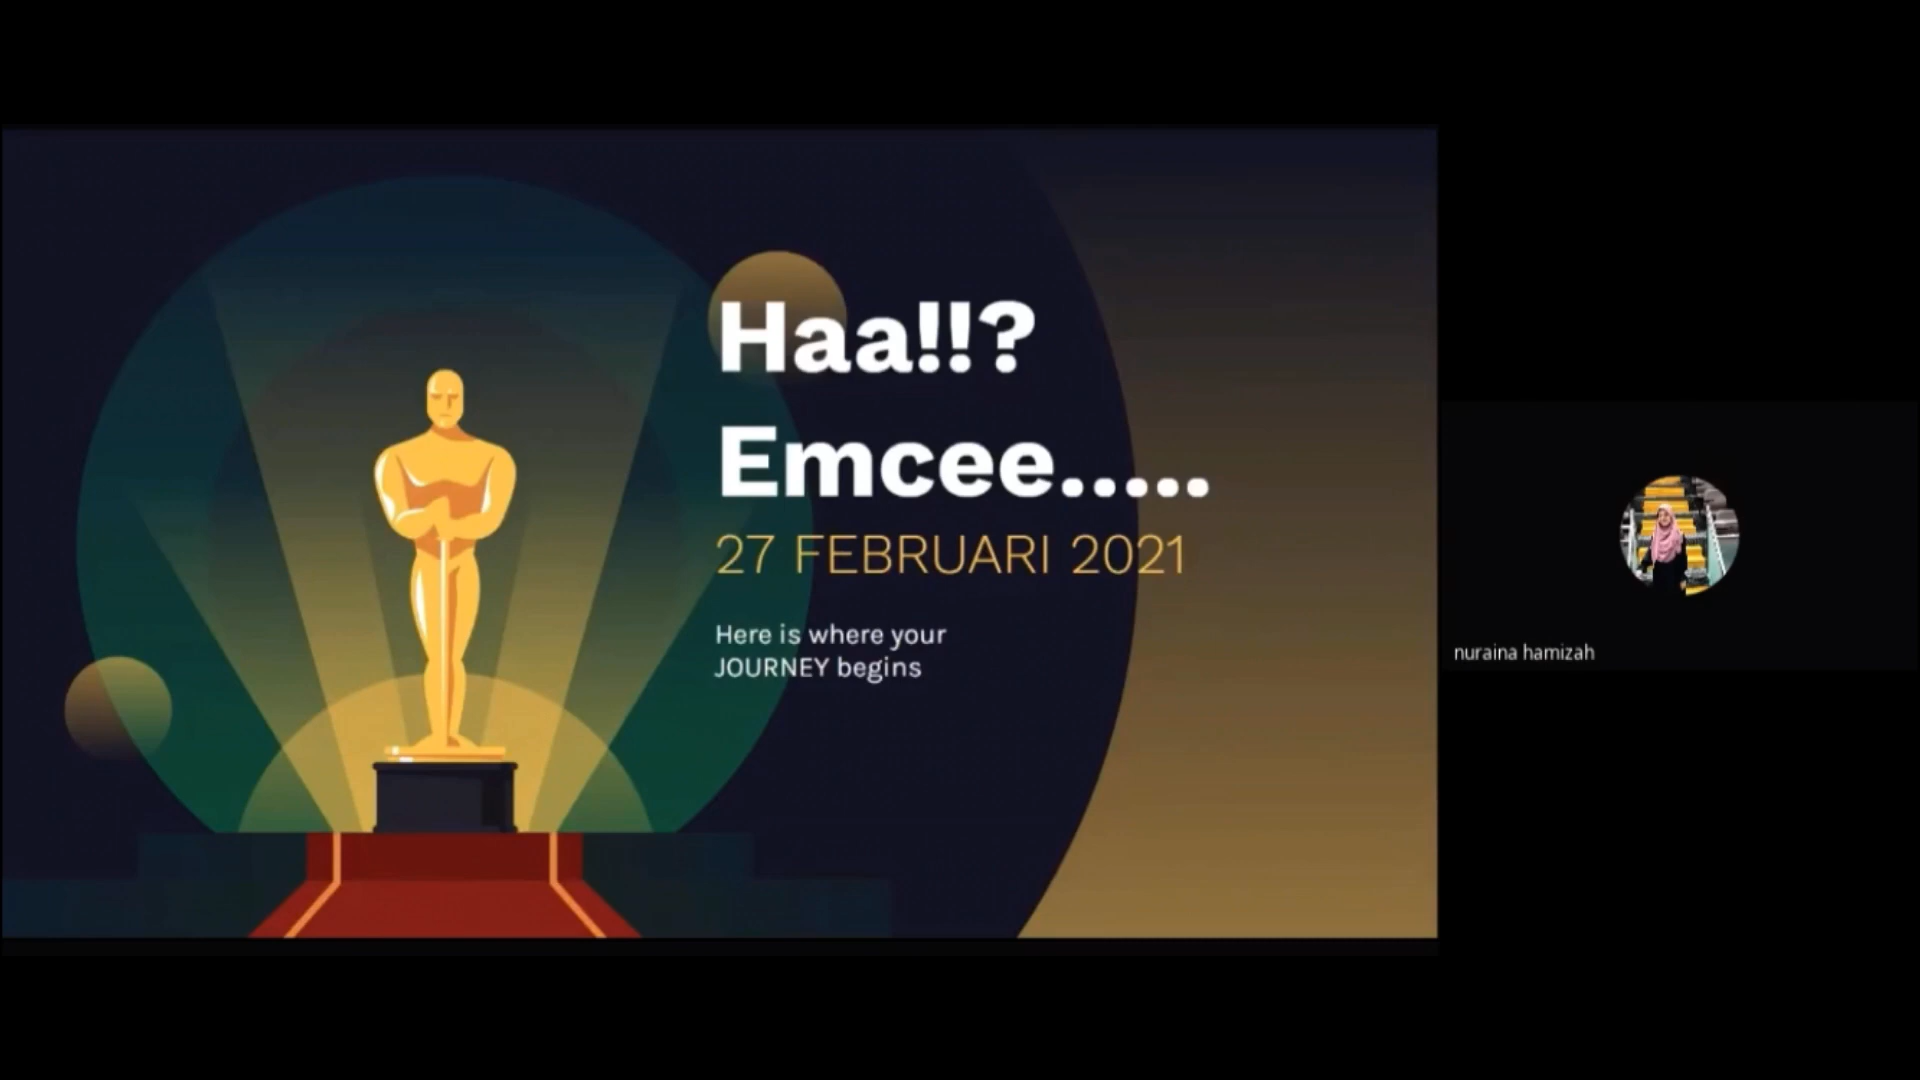 Haa!!?
Emcee.....
27 FEBRUARI 2021
Here is where your
JOURNEY begins
nuraina hamizah